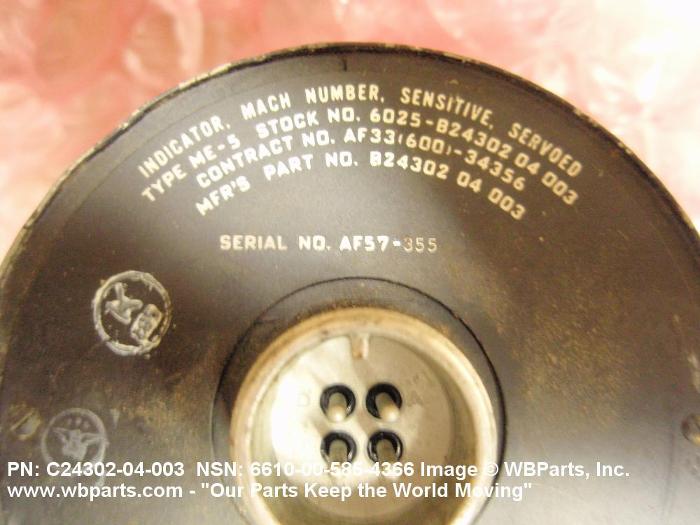 INDICATOR, MACH NUMBER, SENSITIVE, SERVOED
TYPE ME-5 STOCK NO. 6025-B24302 04 003
CONTRACT NO. AF33(600)-34356
MFR'S PART NO. B24302 04 003
SERIAL NO. AF57-355
PN: C24302-04-003 NSN: 6610-00-585-4366 Image © WBParts, Inc.
www.wbparts.com - "Our Parts Keep the World Moving"